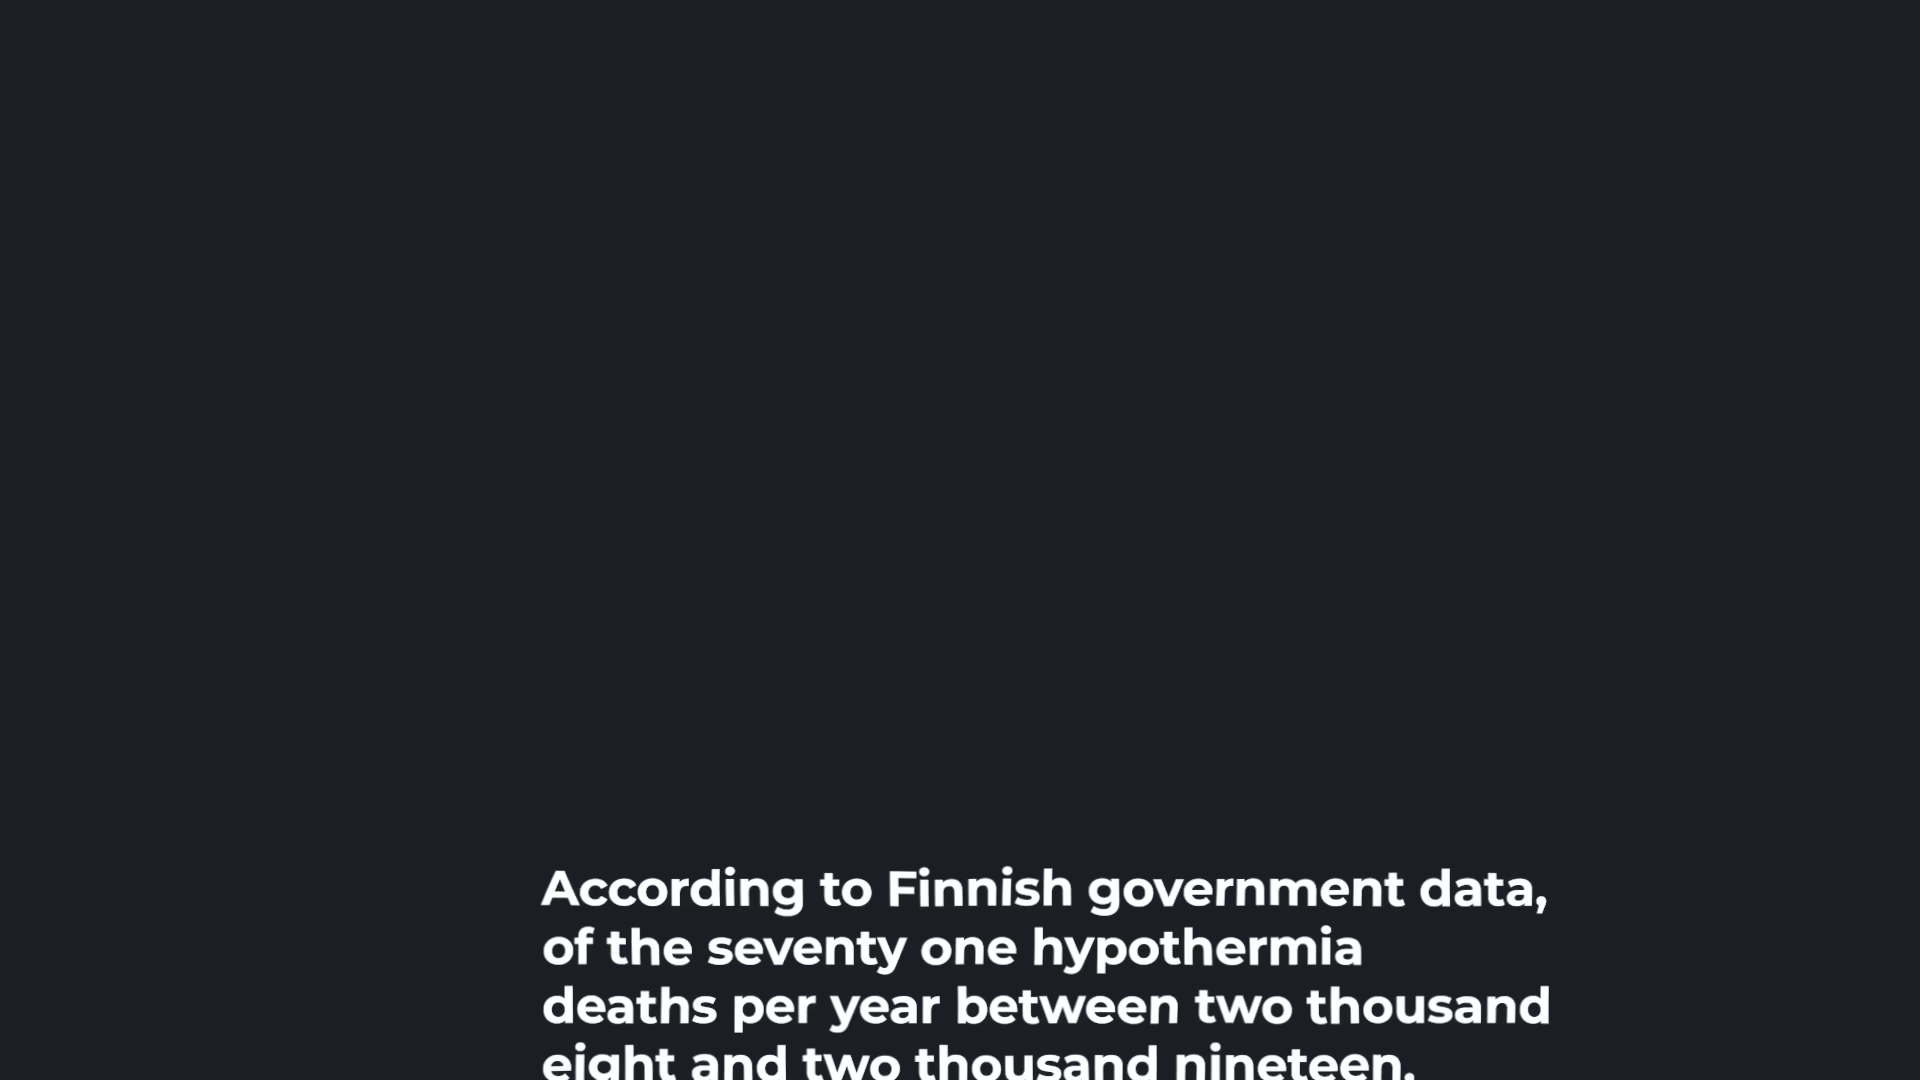 According to Finnish government data,
of the seventy one hypothermia
deaths per year between two thousand
eight and two thousand nineteen,